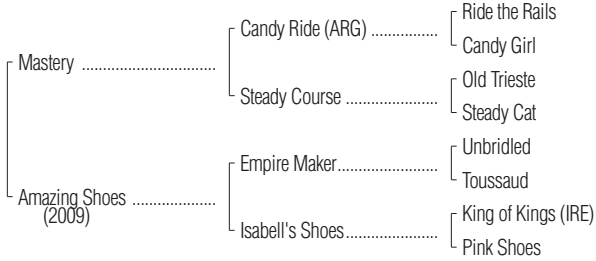 Ride the Rails
Candy Ride (ARG) ................
Candy Girl
Mastery ................................
Old Trieste
Steady Course ......................
Steady Cat
Unbridled
Empire Maker........................
Toussaud
Amazing Shoes ....................
(2009)
King of Kings (IRE)
Isabell's Shoes......................
Pink Shoes